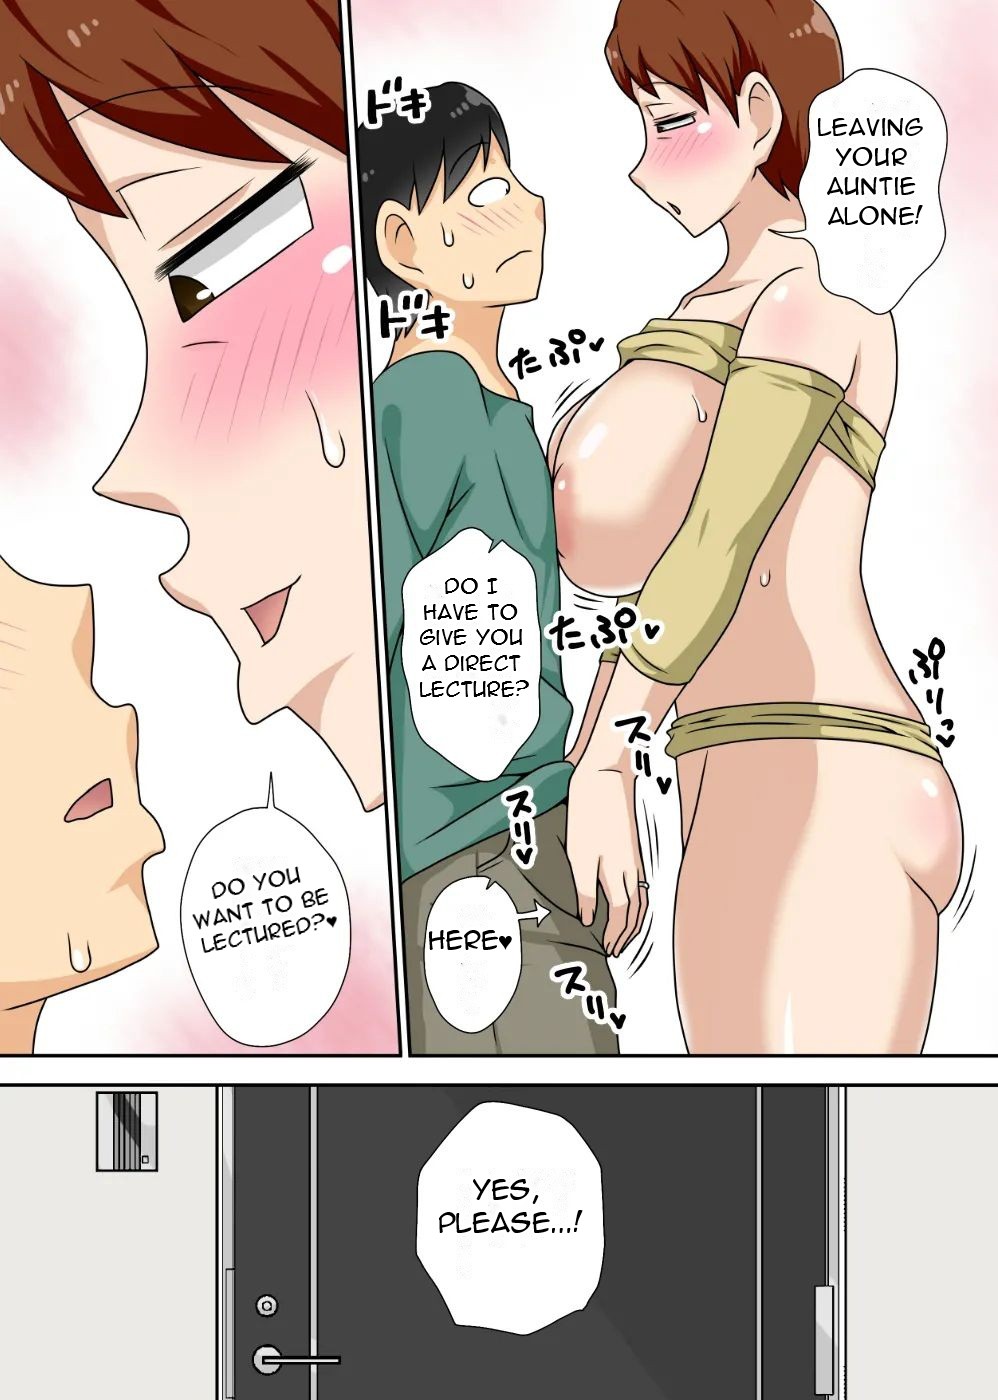 LEAVING
YOUR
AUNTIE
ALONE!
ドキ
ドキ
たぷ♥
DO I
HAVE TO
GIVE YOU
A DIRECT
LECTURE?
たぷ♥
ぷりっ♥
スリ♥
スリ♥
HERE♥
スリ♥
DO YOU
WANT TO BE
LECTURED?♥
YES,
PLEASE...!